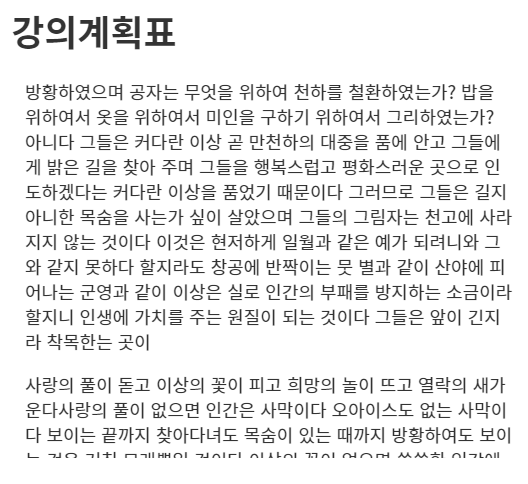 강의계획표
방황하였으며 공자는 무엇을 위하여 천하를 철환하였는가? 밥을
위하여서 옷을 위하여서 미인을 구하기 위하여서 그리하였는가?
아니다 그들은 커다란 이상 곧 만천하의 대중을 품에 안고 그들에
게 밝은 길을 찾아 주며 그들을 행복스럽고 평화스러운 곳으로 인
도하겠다는 커다란 이상을 품었기 때문이다 그러므로 그들은 길지
아니한 목숨을 사는가 싶이 살았으며 그들의 그림자는 천고에 사라
지지 않는 것이다 이것은 현저하게 일월과 같은 예가 되려니와 그
와 같지 못하다 할지라도 창공에 반짝이는 뭇 별과 같이 산야에 피
어나는 군영과 같이 이상은 실로 인간의 부패를 방지하는 소금이라
할지니 인생에 가치를 주는 원질이 되는 것이다 그들은 앞이 긴지
라 착목한는 곳이
사랑의 풀이 돋고 이상의 꽃이 피고 희망의 놀이 뜨고 열락의 새가
운다사랑의 풀이 없으면 인간은 사막이다 오아이스도 없는 사막이
다 보이는 끝까지 찾아다녀도 목숨이 있는 때까지 방황하여도 보이